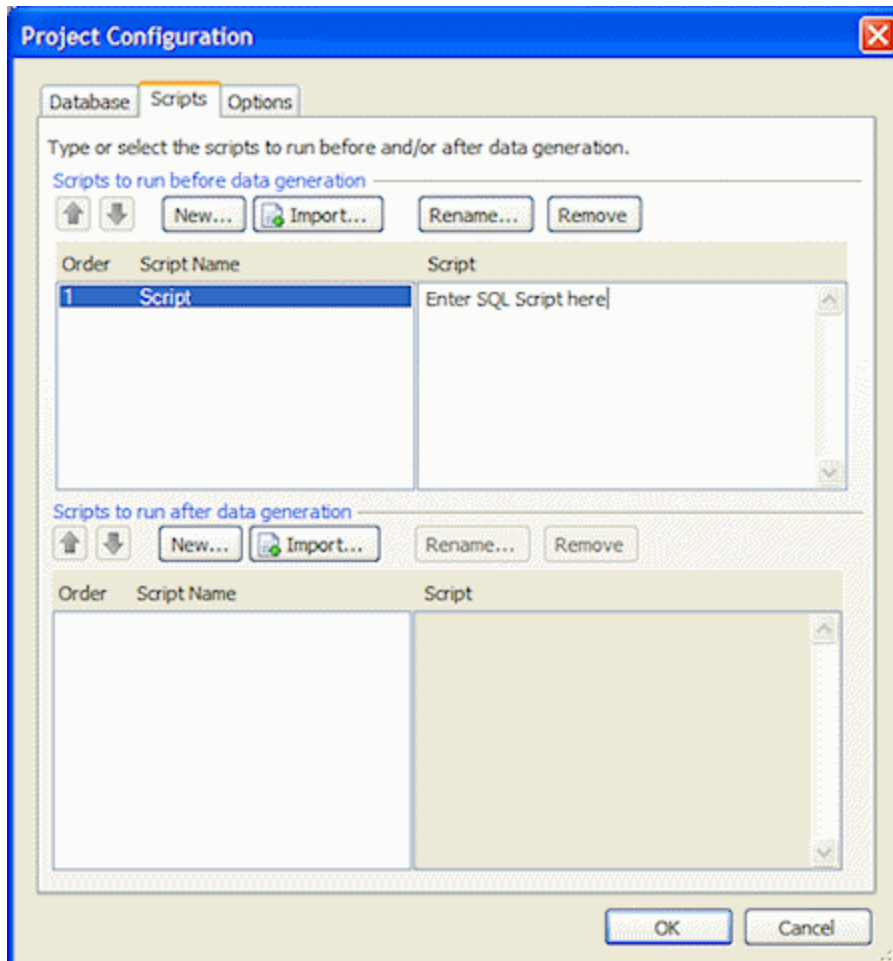 Project Configuration
Database Scripts Options
Type or select the scripts to run before and/or after data generation.
Scripts to run before data generation
New... Import... Rename... Remove
Order Script Name Script
1 Script Enter SQL Script here
Scripts to run after data generation
New... Import... Rename... Remove
Order Script Name Script
OK Cancel